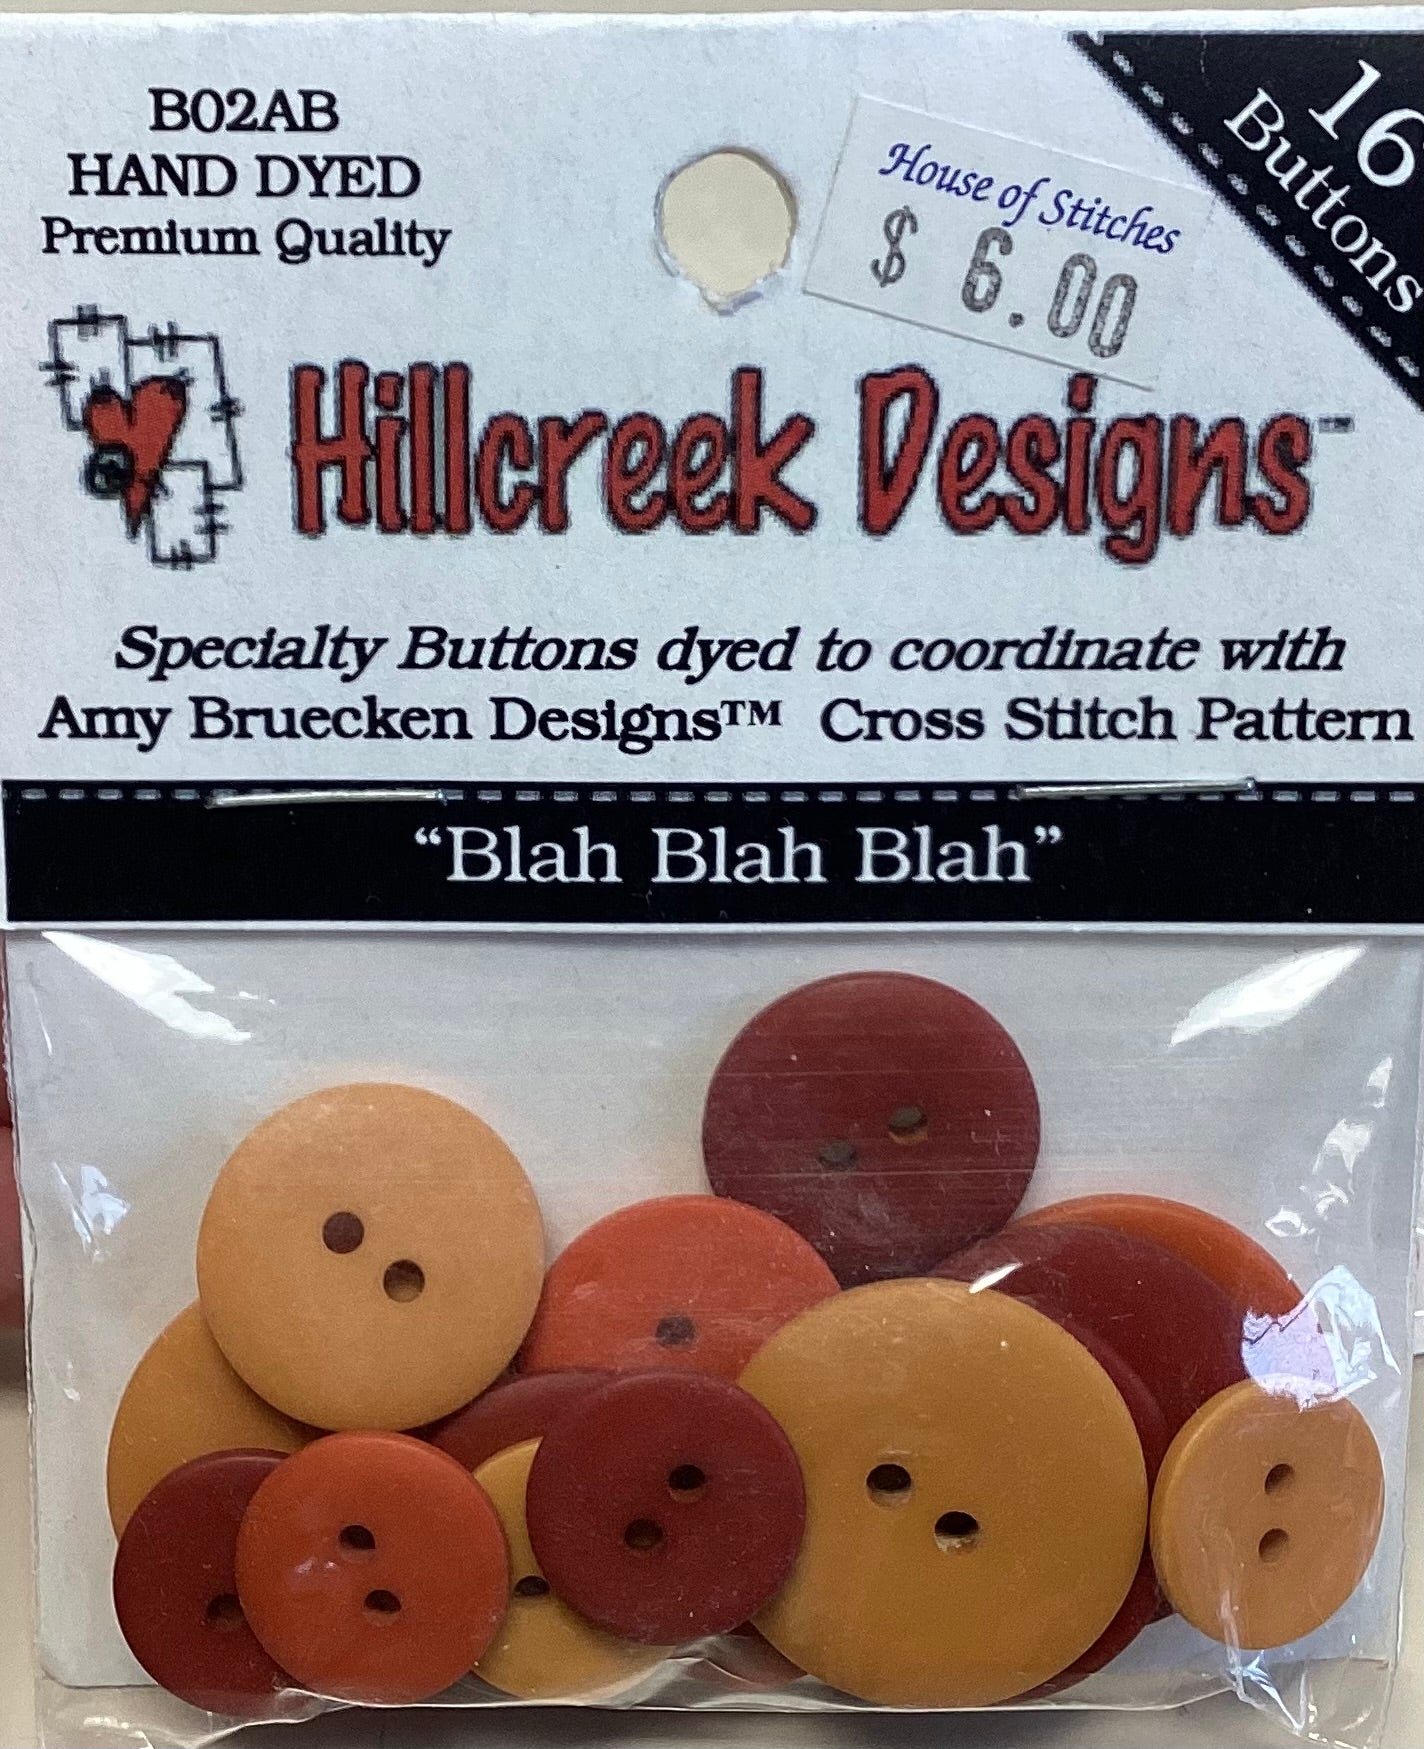 B02AB
HAND DYED
Premium Quality
House of Stitches
$ 6.00
16
Buttons
Hillcreek Designs™
Specialty Buttons dyed to coordinate with
Amy Bruecken Designs™ Cross Stitch Pattern
“Blah Blah Blah”